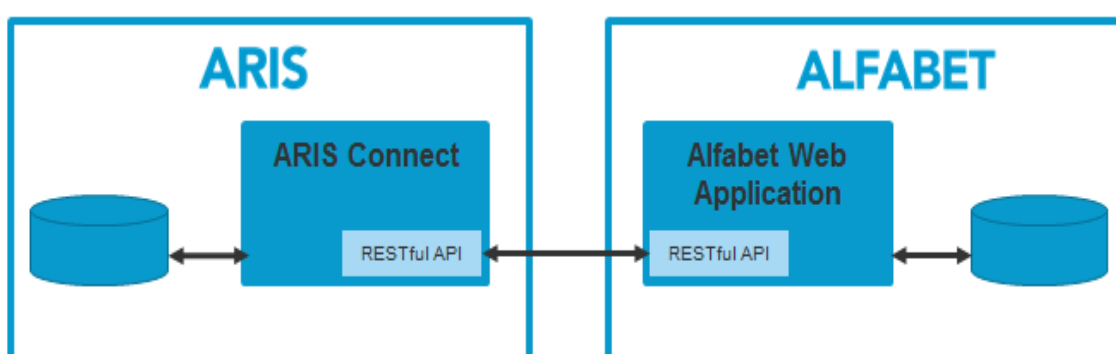 ARIS
ALFABET
ARIS Connect
Alfabet Web
Application
RESTful API
RESTful API